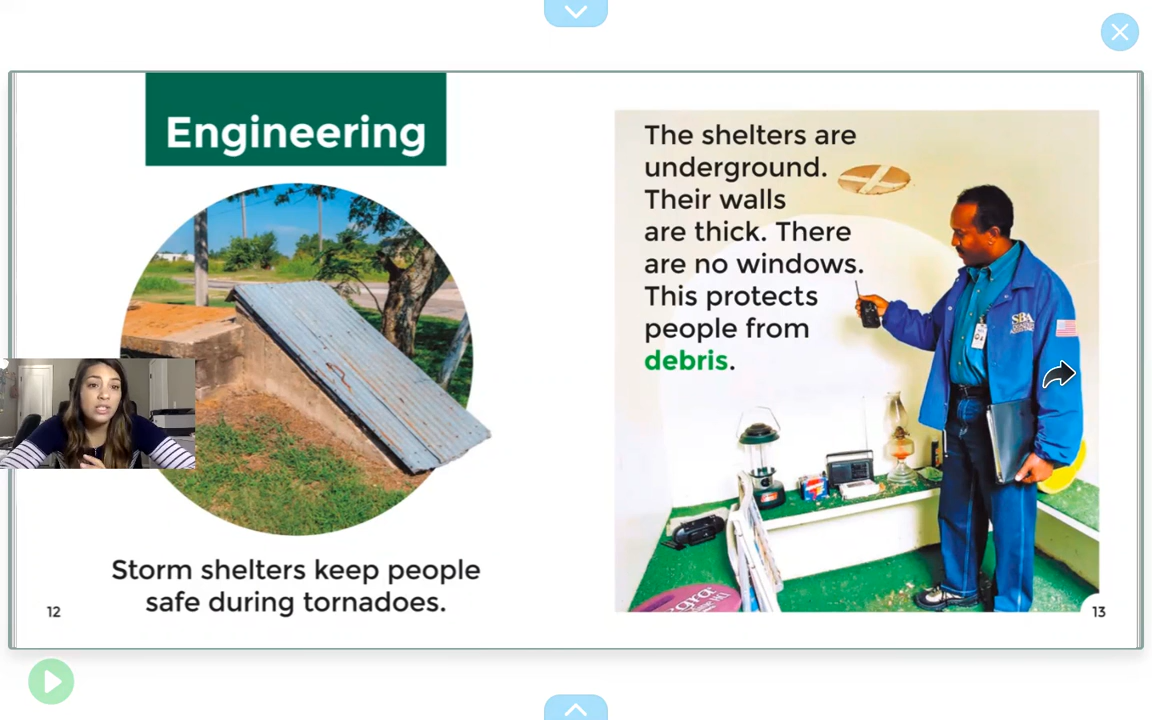 Engineering
Storm shelters keep people
safe during tornadoes.
12
The shelters are
underground.
Their walls
are thick. There
are no windows.
This protects
people from
debris.
SBA
13